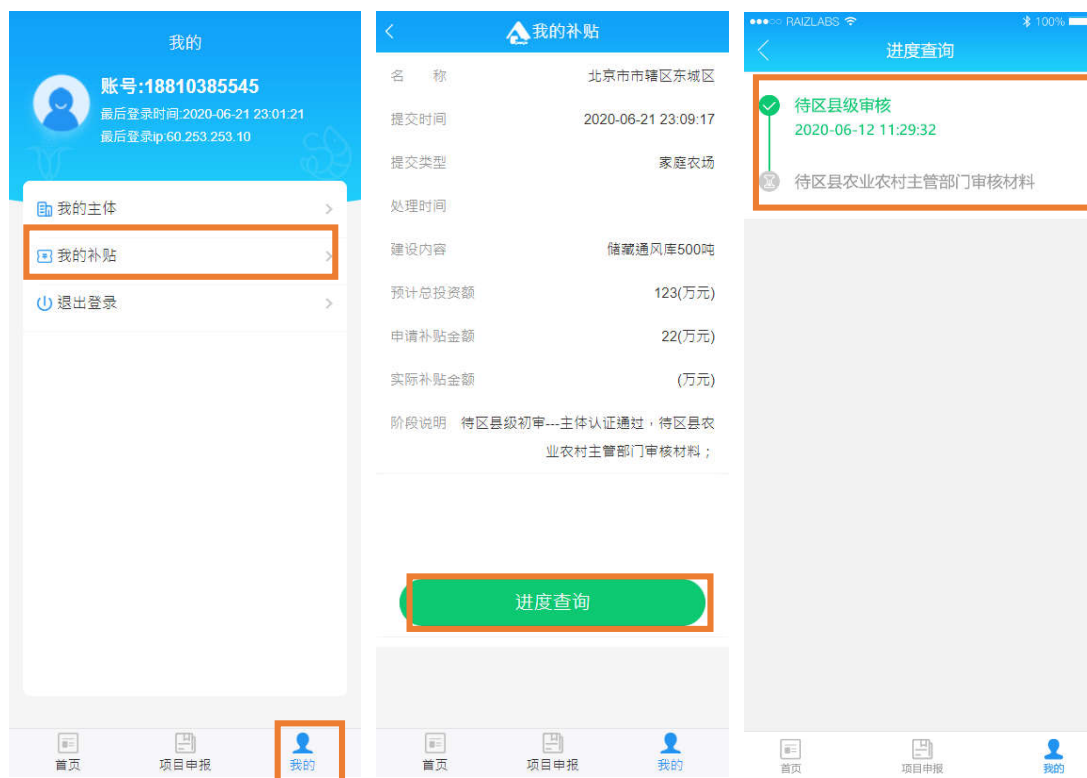 我的
账号:18810385545
最后登录时间:2020-06-21 23:01:21
最后登录ip:60.253.253.10
我的主体
我的补贴
退出登录
首页
项目申报
我的
我的补贴
名 称 北京市市辖区东城区
提交时间 2020-06-21 23:09:17
提交类型 家庭农场
处理时间
建设内容 储藏通风库500吨
预计总投资额 123(万元)
申请补贴金额 22(万元)
实际补贴金额 (万元)
阶段说明 待区县级初审---主体认证通过，待区县农
业农村主管部门审核材料；
进度查询
首页
项目申报
我的
RAIZLABS 100%
进度查询
待区县级审核
2020-06-12 11:29:32
待区县农业农村主管部门审核材料
首页
项目申报
我的